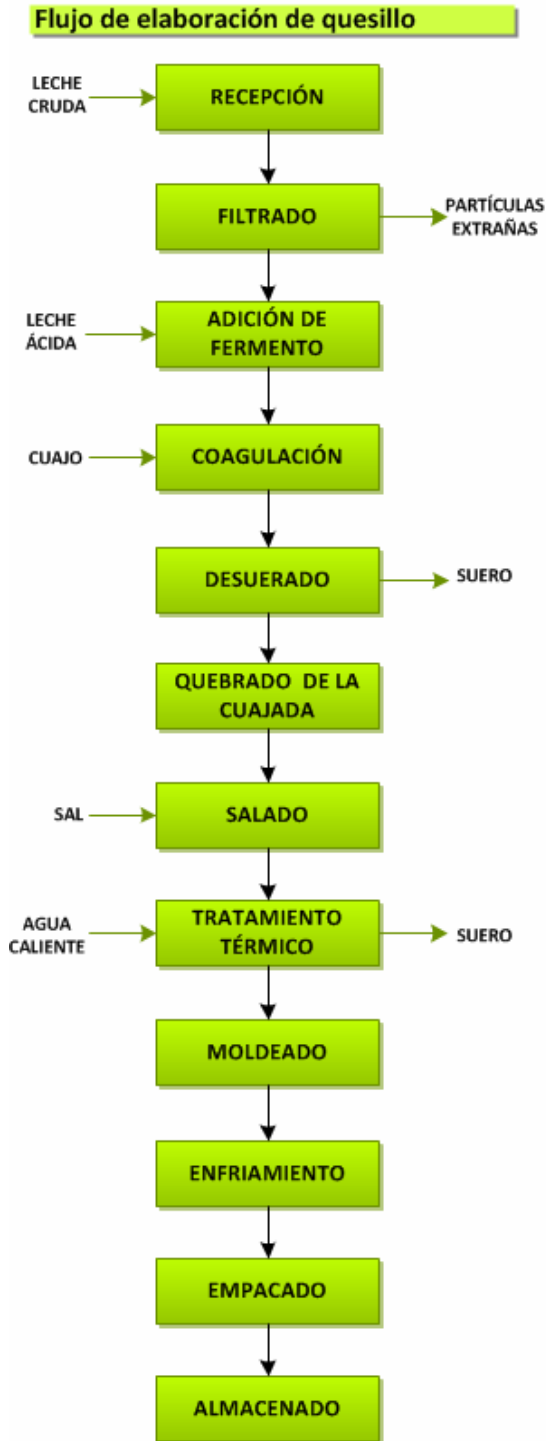 Flujo de elaboración de quesillo
LECHE
CRUDA
RECEPCIÓN
FILTRADO
PARTÍCULAS
EXTRAÑAS
LECHE
ÁCIDA
ADICIÓN DE
FERMENTO
CUAJO
COAGULACIÓN
DESUERADO
SUERO
QUEBRADO DE LA
CUAJADA
SAL
SALADO
AGUA
CALIENTE
TRATAMIENTO
TÉRMICO
SUERO
MOLDEADO
ENFRIAMIENTO
EMPACADO
ALMACENADO